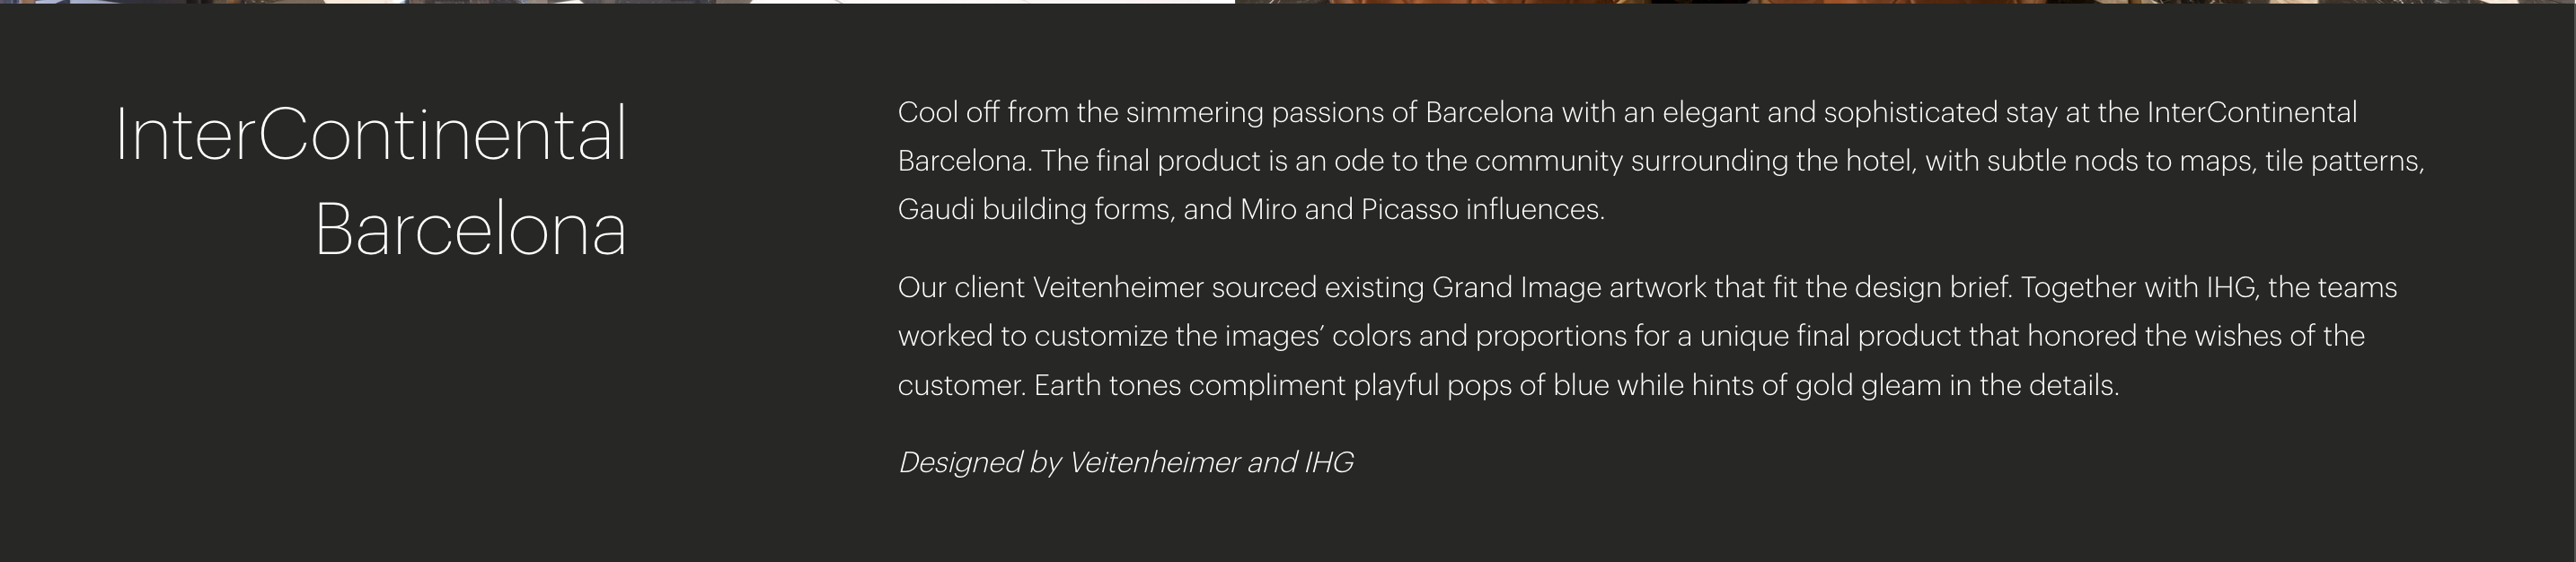 InterContinental
Barcelona
Cool off from the simmering passions of Barcelona with an elegant and sophisticated stay at the InterContinental
Barcelona. The final product is an ode to the community surrounding the hotel, with subtle nods to maps, tile patterns,
Gaudi building forms, and Miro and Picasso influences.
Our client Veitenheimer sourced existing Grand Image artwork that fit the design brief. Together with IHG, the teams
worked to customize the images’ colors and proportions for a unique final product that honored the wishes of the
customer. Earth tones compliment playful pops of blue while hints of gold gleam in the details.
Designed by Veitenheimer and IHG